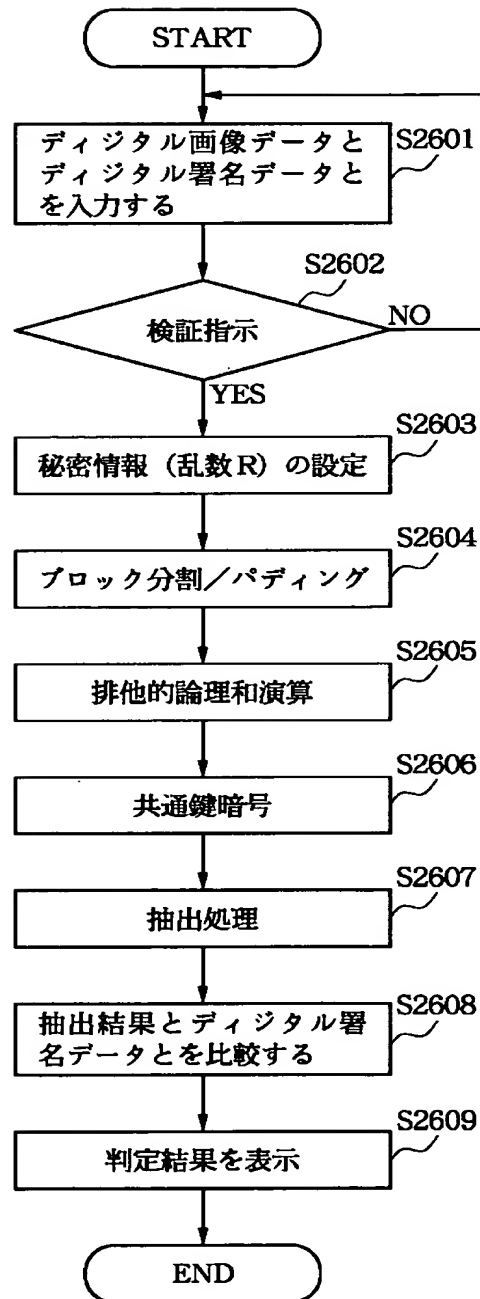 START
ディジタル画像データと
ディジタル署名データと
を入力する
S2601
S2602
検証指示
NO
YES
S2603
秘密情報（乱数R）の設定
S2604
ブロック分割／パディング
S2605
排他的論理和演算
S2606
共通鍵暗号
S2607
抽出処理
S2608
抽出結果とディジタル署
名データとを比較する
S2609
判定結果を表示
END